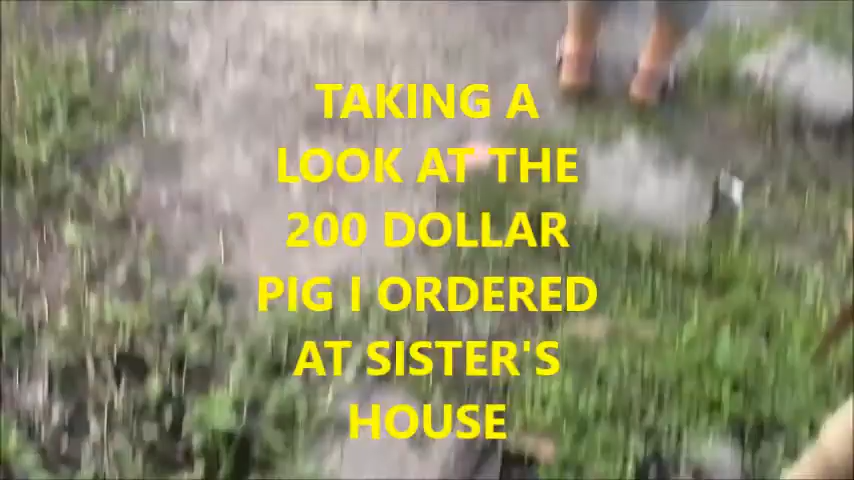 TAKING A
LOOK AT THE
200 DOLLAR
PIG I ORDERED
AT SISTER'S
HOUSE